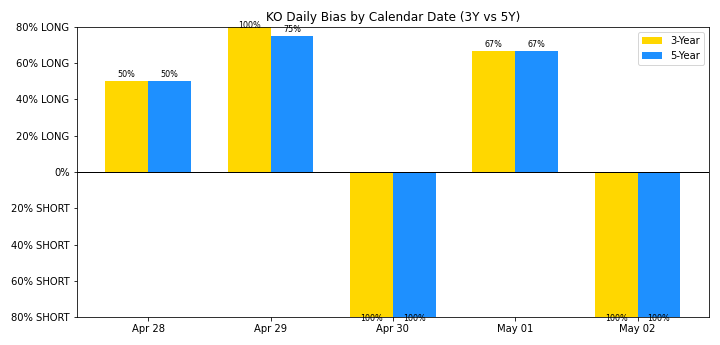 KO Daily Bias by Calendar Date (3Y vs 5Y)
80% LONG
60% LONG
40% LONG
20% LONG
0%
20% SHORT
40% SHORT
60% SHORT
80% SHORT
3-Year
5-Year
50%
50%
100%
75%
100%
100%
67%
67%
100%
100%
Apr 28
Apr 29
Apr 30
May 01
May 02